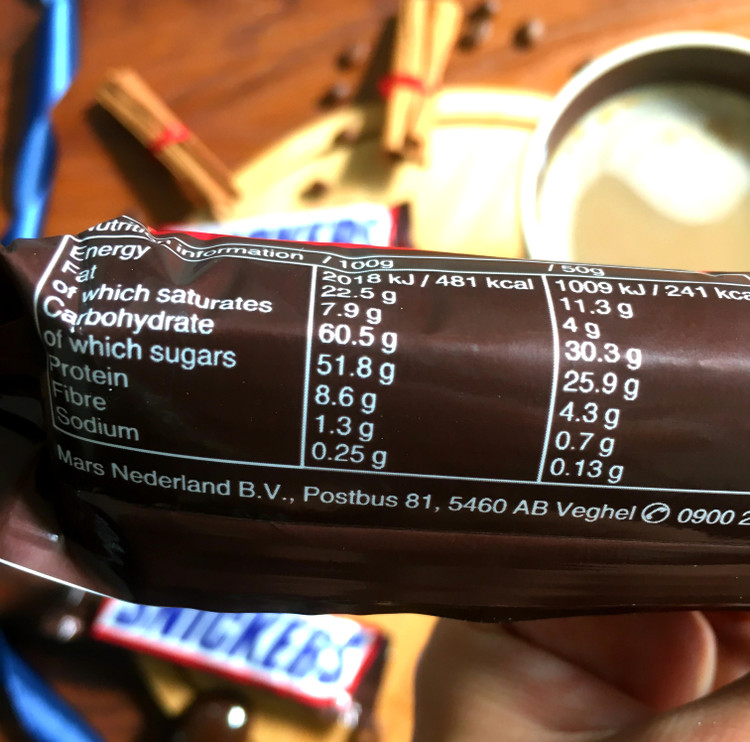 information / 100g / 50g
Energy 2018 kJ / 481 kcal 1009 kJ / 241
Fat 22.5 g 11.3 g
Of which saturates 7.9 g 4 g
Carbohydrate 60.5 g 30.3 g
of which sugars 51.8 g 25.9 g
Protein 8.6 g 4.3 g
Fibre 1.3 g 0.7 g
Sodium 0.25 g 0.13 g
Mars Nederland B.V., Postbus 81, 5460 AB Veghel ✆ 0900
SNICKERS